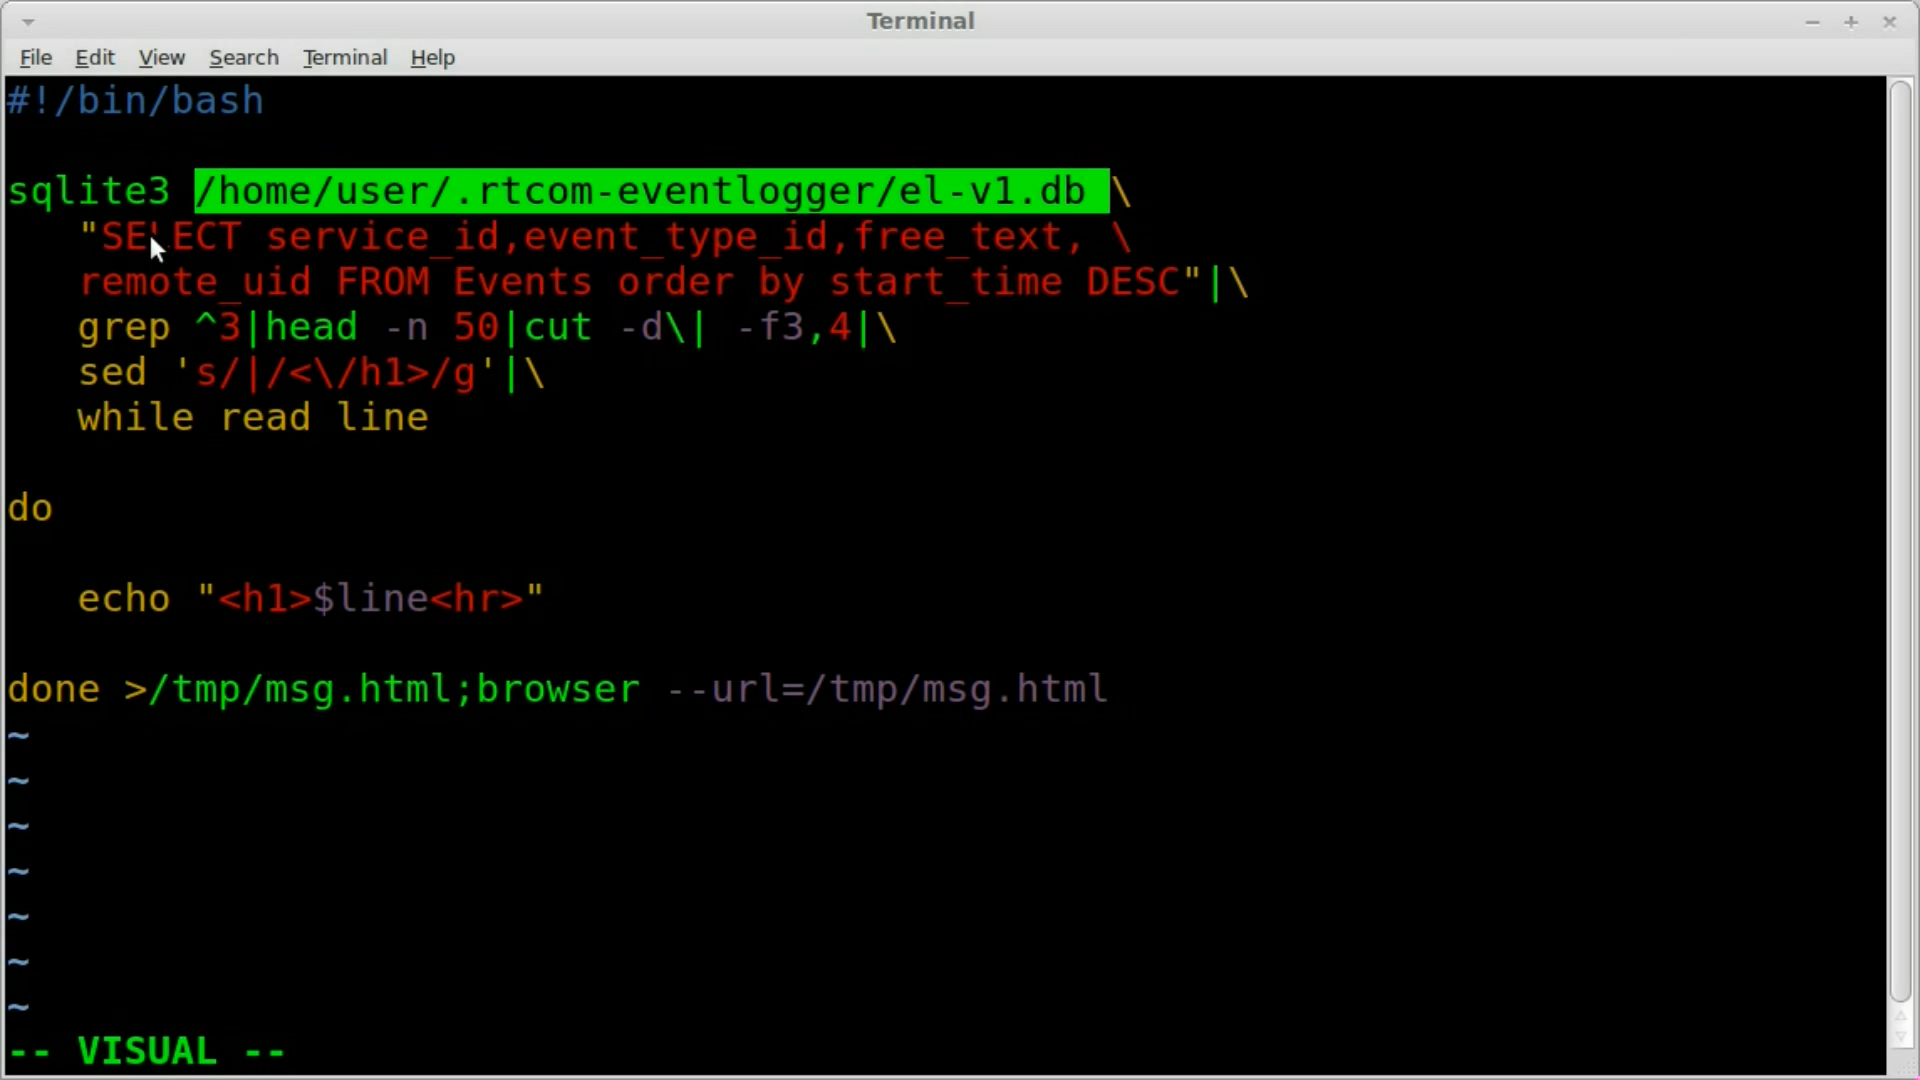 Terminal
File Edit View Search Terminal Help
#!/bin/bash
sqlite3 /home/user/.rtcom-eventlogger/el-v1.db \
"SELECT service_id,event_type_id,free_text, \
remote_uid FROM Events order by start_time DESC"|\
grep ^3|head -n 50|cut -d\| -f3,4|\
sed 's/|/<\/h1>/g'|\
while read line
do
echo "<h1>$line<hr>"
done >/tmp/msg.html;browser --url=/tmp/msg.html
~
~
~
~
~
~
~
-- VISUAL --